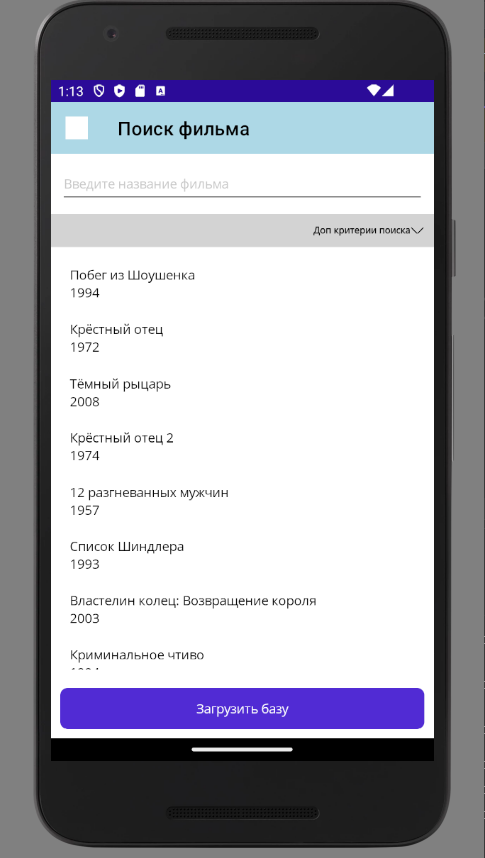 1:13
Поиск фильма
Введите название фильма
Доп критерии поиска
Побег из Шоушенка
1994
Крёстный отец
1972
Тёмный рыцарь
2008
Крёстный отец 2
1974
12 разгневанных мужчин
1957
Список Шиндлера
1993
Властелин колец: Возвращение короля
2003
Криминальное чтиво
Загрузить базу